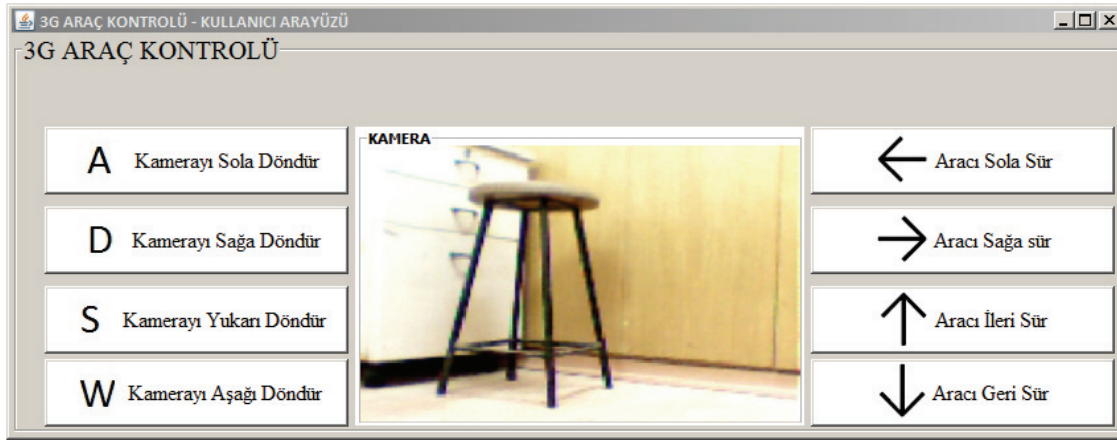 3G ARAÇ KONTROLÜ - KULLANICI ARAYÜZÜ
3G ARAÇ KONTROLÜ
A Kamerayı Sola Döndür
D Kamerayı Sağa Döndür
S Kamerayı Yukarı Döndür
W Kamerayı Aşağı Döndür
KAMERA
← Aracı Sola Sür
→ Aracı Sağa sür
↑ Aracı İleri Sür
↓ Aracı Geri Sür